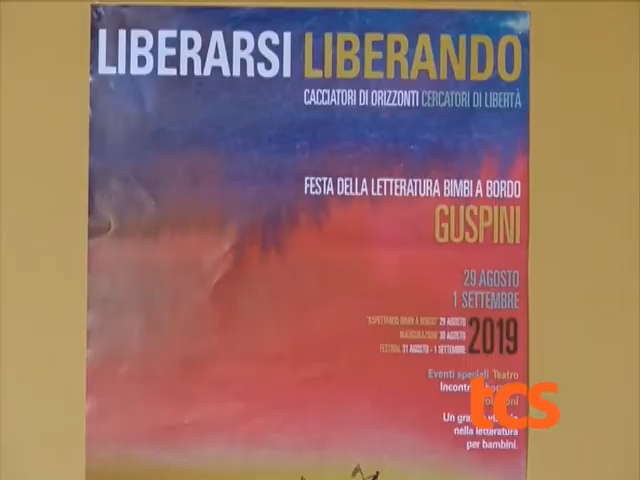 LIBERARSI LIBERANDO
CACCIATORI DI ORIZZONTI CERCATORI DI LIBERTÀ
FESTA DELLA LETTERATURA BIMBI A BORDO
GUSPINI
29 AGOSTO
1 SETTEMBRE
2019
"ASPETTANDO BIMBI A BORDO" 29 AGOSTO
INAUGURAZIONE 30 AGOSTO
FESTIVAL 31 AGOSTO - 1 SETTEMBRE
Eventi speciali Teatro
Incontri
tcs
Un
nella letteratura
per bambini.